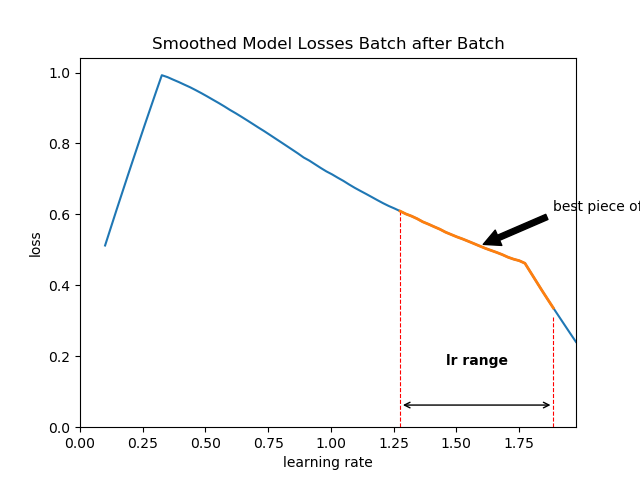 Smoothed Model Losses Batch after Batch
1.0
0.8
0.6
0.4
0.2
0.0
loss
best piece of
lr range
0.00
0.25
0.50
0.75
1.00
1.25
1.50
1.75
learning rate